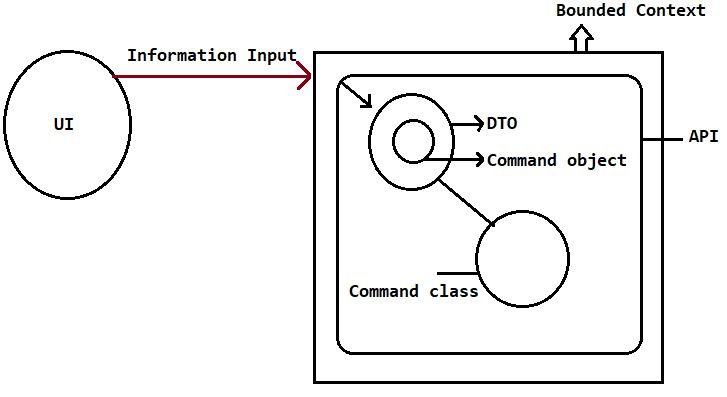 Bounded Context
Information Input
UI
DTO
API
Command object
Command class